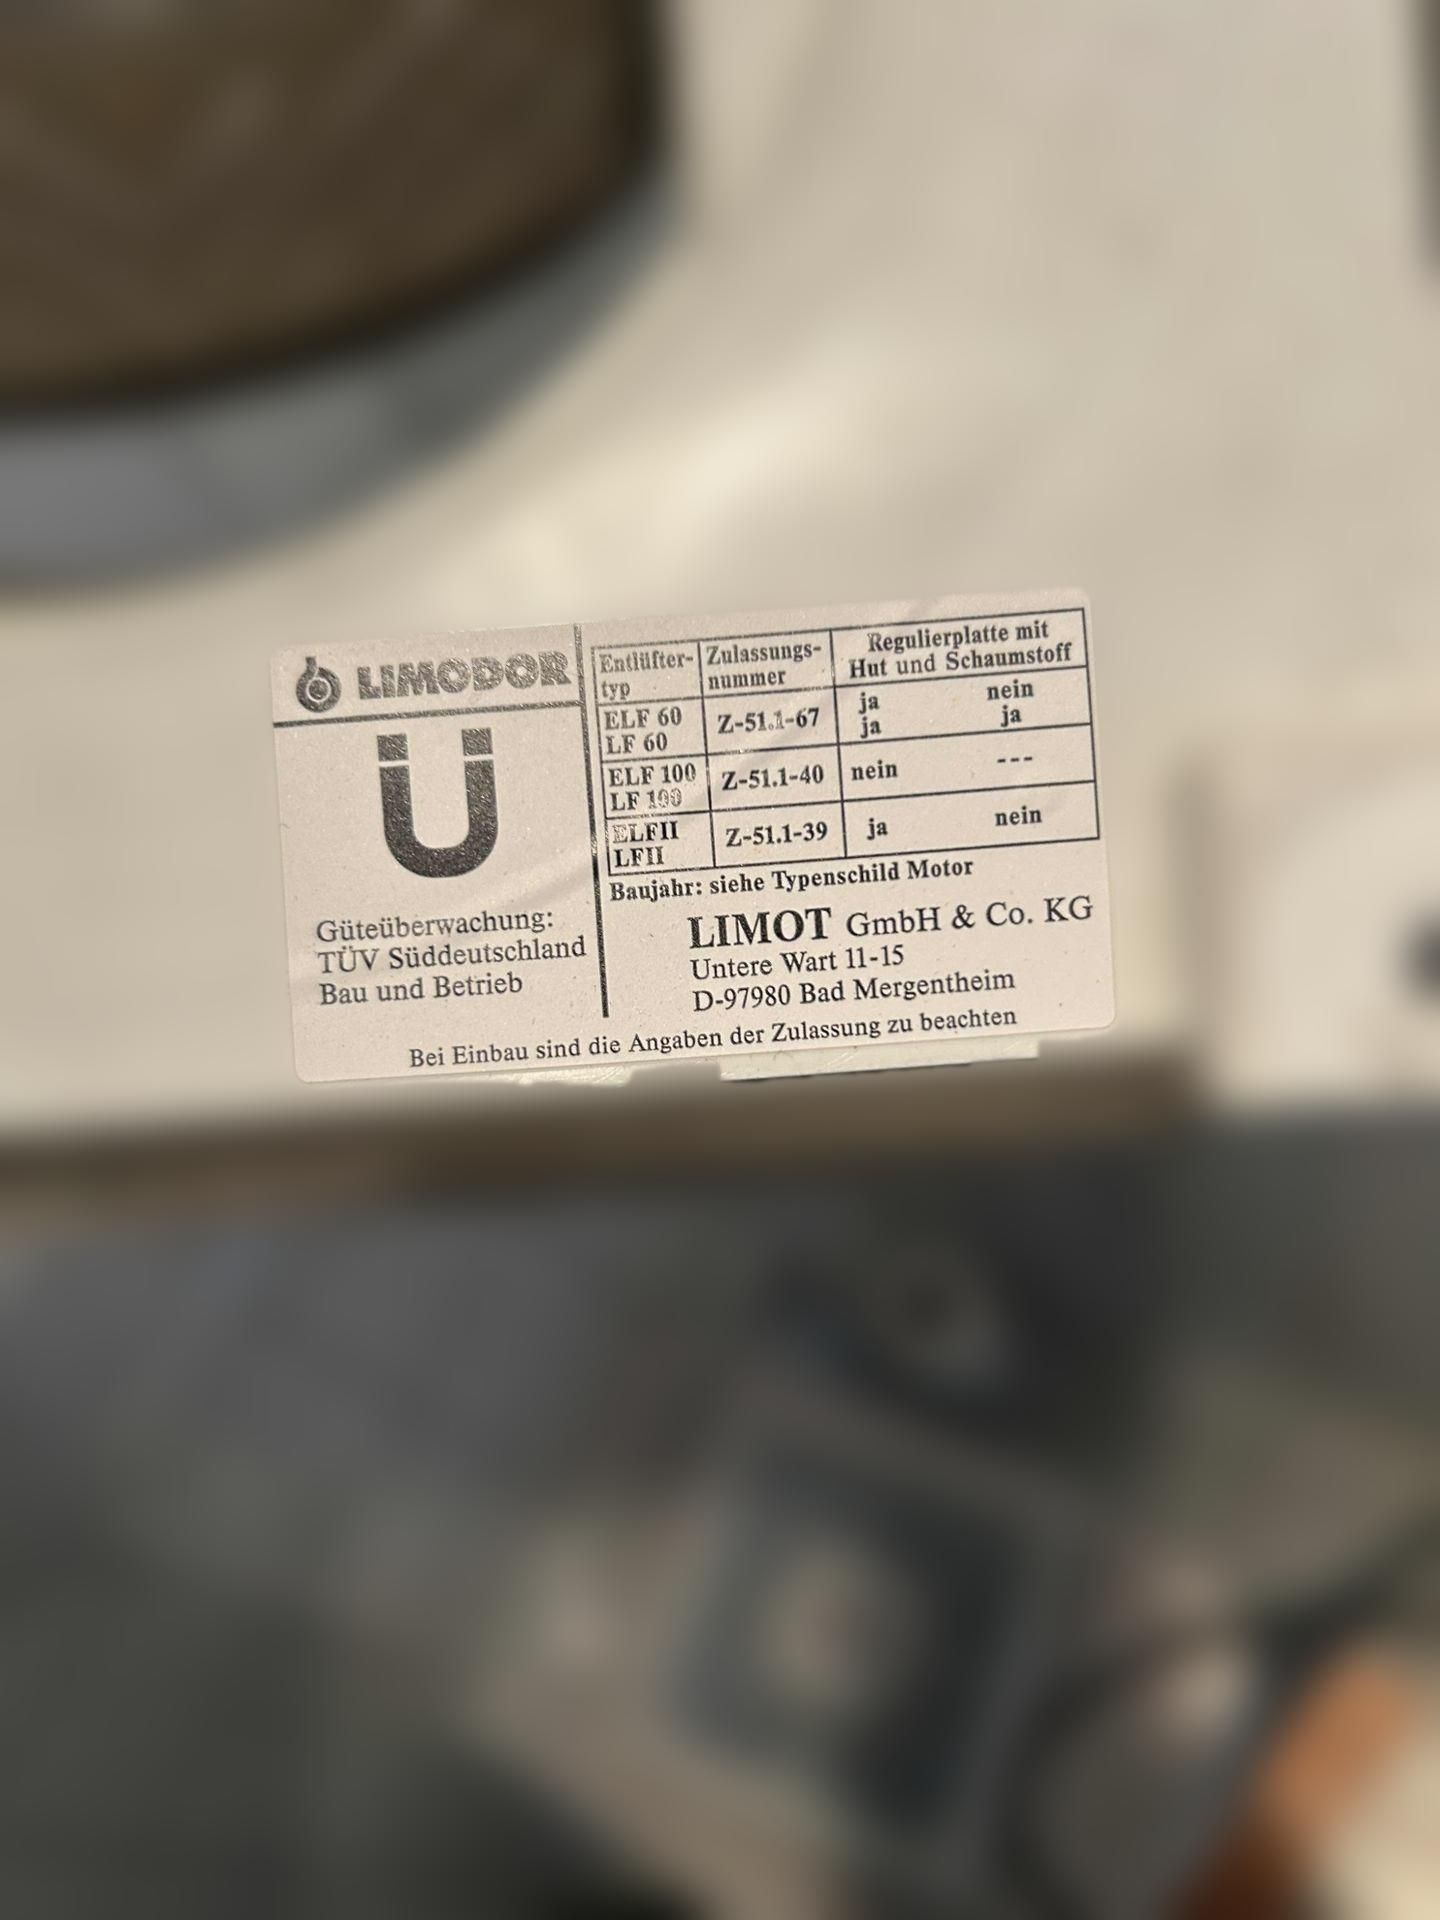 LIMODOR
Ü
Güteüberwachung:
TÜV Süddeutschland
Bau und Betrieb
Entlüfter- Zulassungs- Regulierplatte mit
typ nummer Hut und Schaumstoff
ELF 60 Z-51.1-67 ja nein
LF 60 ja ja
ELF 100 Z-51.1-40 nein ---
LF 100
ELFII Z-51.1-39 ja nein
LFII
Baujahr: siehe Typenschild Motor
LIMOT GmbH & Co. KG
Untere Wart 11-15
D-97980 Bad Mergentheim
Bei Einbau sind die Angaben der Zulassung zu beachten